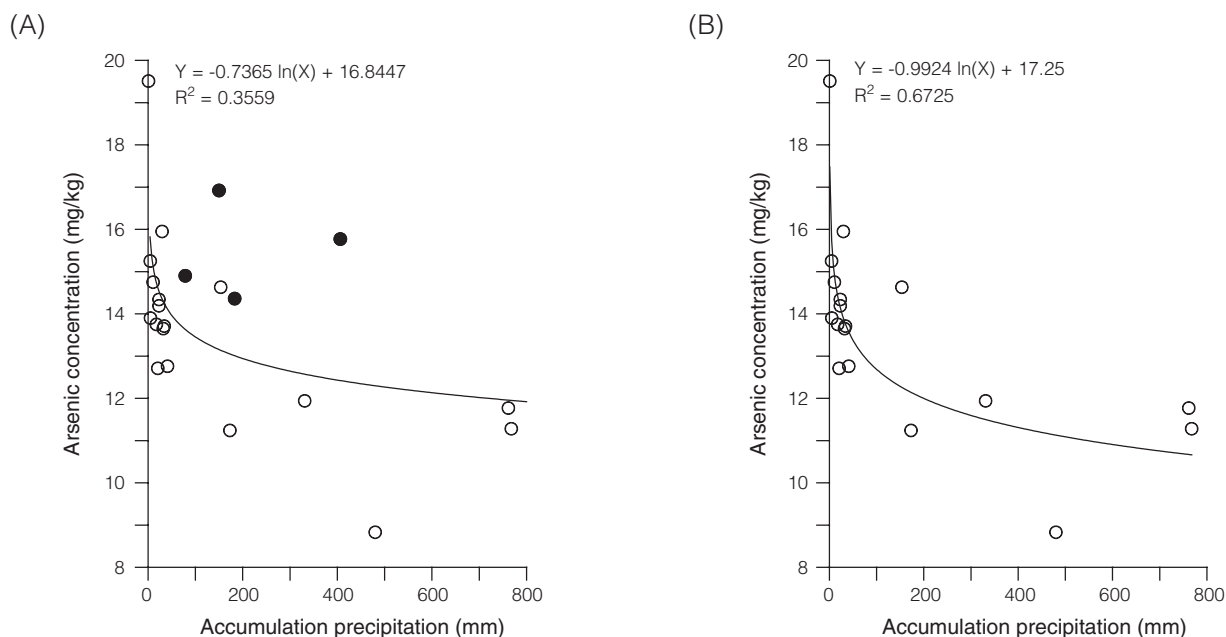 (A)
Y = -0.7365 ln(X) + 16.8447
R² = 0.3559
20
18
16
14
12
10
8
Arsenic concentration (mg/kg)
0 200 400 600 800
Accumulation precipitation (mm)
(B)
Y = -0.9924 ln(X) + 17.25
R² = 0.6725
20
18
16
14
12
10
8
Arsenic concentration (mg/kg)
0 200 400 600 800
Accumulation precipitation (mm)